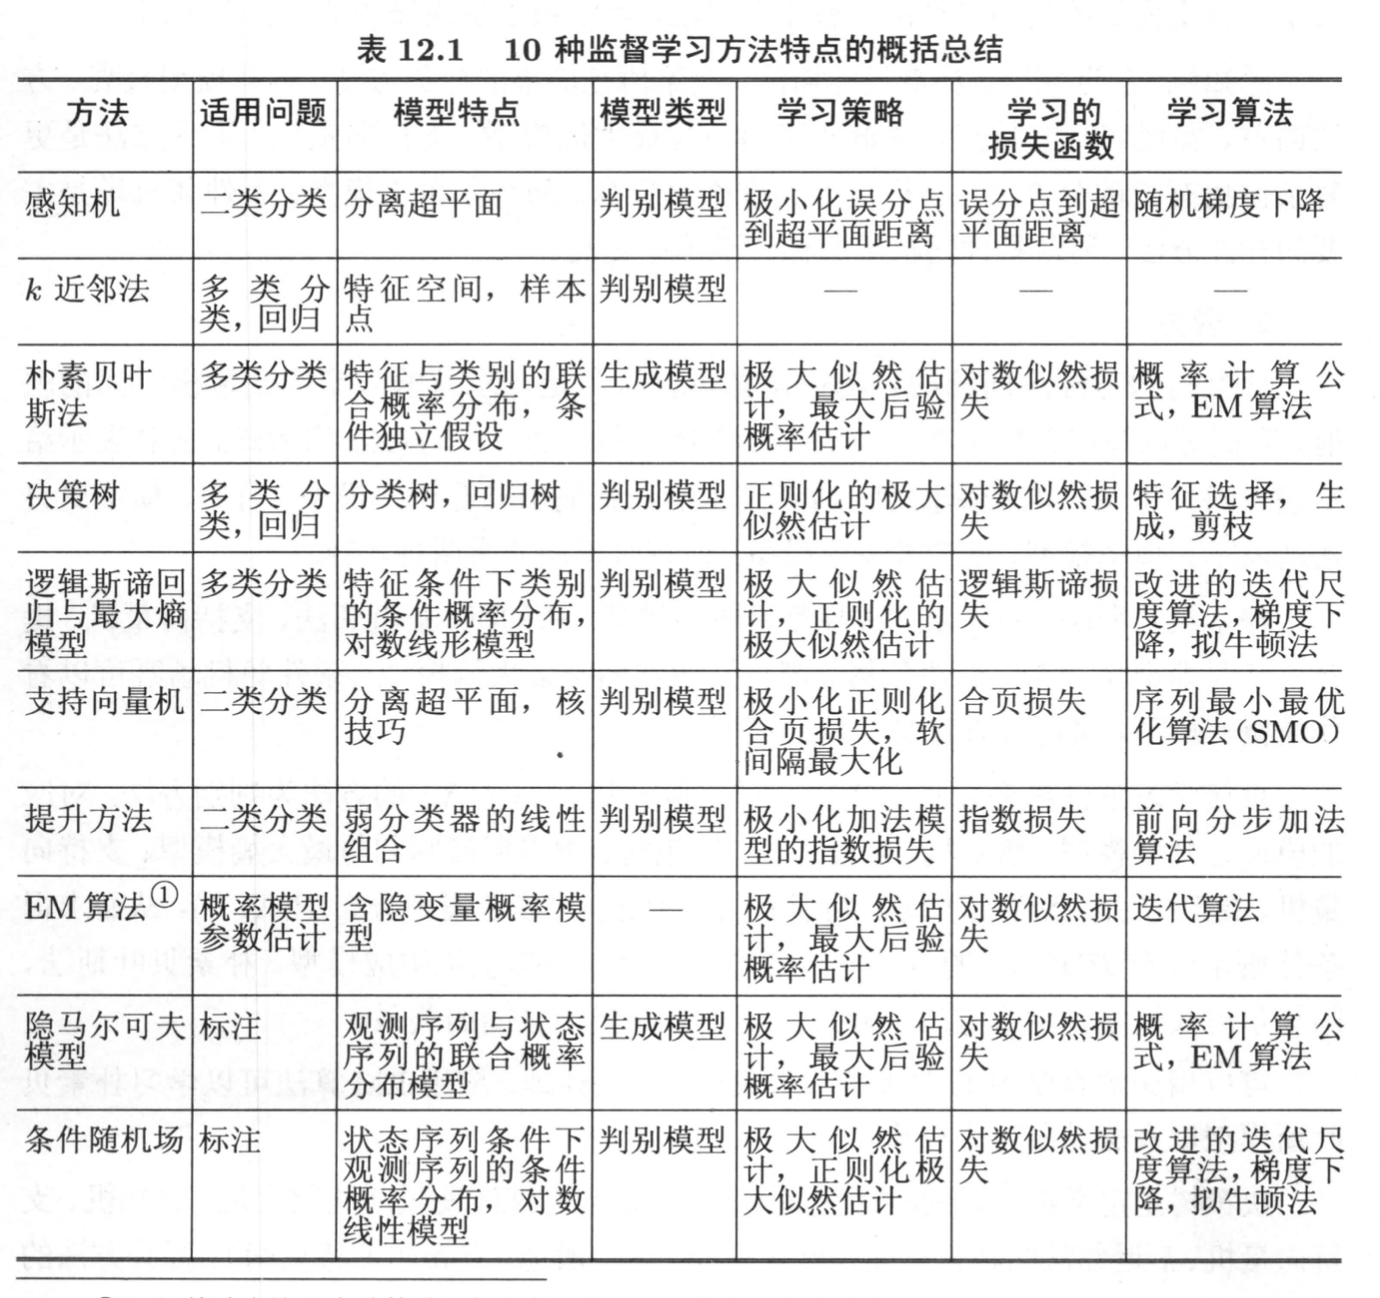 表 12.1 10 种监督学习方法特点的概括总结
方法 适用问题 模型特点 模型类型 学习策略 学习的 学习算法
损失函数
感知机 二类分类 分离超平面 判别模型 极小化误分点 误分点到超 随机梯度下降
到超平面距离 平面距离
k 近邻法 多类分 特征空间，样本 判别模型 — — —
类，回归 点
朴素贝叶 多类分类 特征与类别的联 生成模型 极大似然估 对数似然损 概率计算公
斯法 合概率分布，条 计，最大后验 失 式，EM算法
件独立假设 概率估计
决策树 多类分 分类树，回归树 判别模型 正则化的极大 对数似然损 特征选择，生
类，回归 似然估计 失 成，剪枝
逻辑斯谛回 多类分类 特征条件下类别 判别模型 极大似然估 逻辑斯谛损 改进的迭代尺
归与最大熵 的条件概率分布， 计，正则化的 失 度算法，梯度下
模型 对数线形模型 极大似然估计 降，拟牛顿法
支持向量机 二类分类 分离超平面，核 判别模型 极小化正则化 合页损失 序列最小最优
技巧 合页损失，软 化算法（SMO）
间隔最大化
提升方法 二类分类 弱分类器的线性 判别模型 极小化加法模 指数损失 前向分步加法
组合 型的指数损失 算法
EM算法① 概率模型 含隐变量概率模 — 极大似然估 对数似然损 迭代算法
参数估计 型 计，最大后验 失
概率估计
隐马尔可夫 标注 观测序列与状态 生成模型 极大似然估 对数似然损 概率计算公
模型 序列的联合概率 计，最大后验 失 式，EM算法
分布模型 概率估计
条件随机场 标注 状态序列条件下 判别模型 极大似然估 对数似然损 改进的迭代尺
观测序列的条件 计，正则化极 失 度算法，梯度下
概率分布，对数 大似然估计 降，拟牛顿法
线性模型